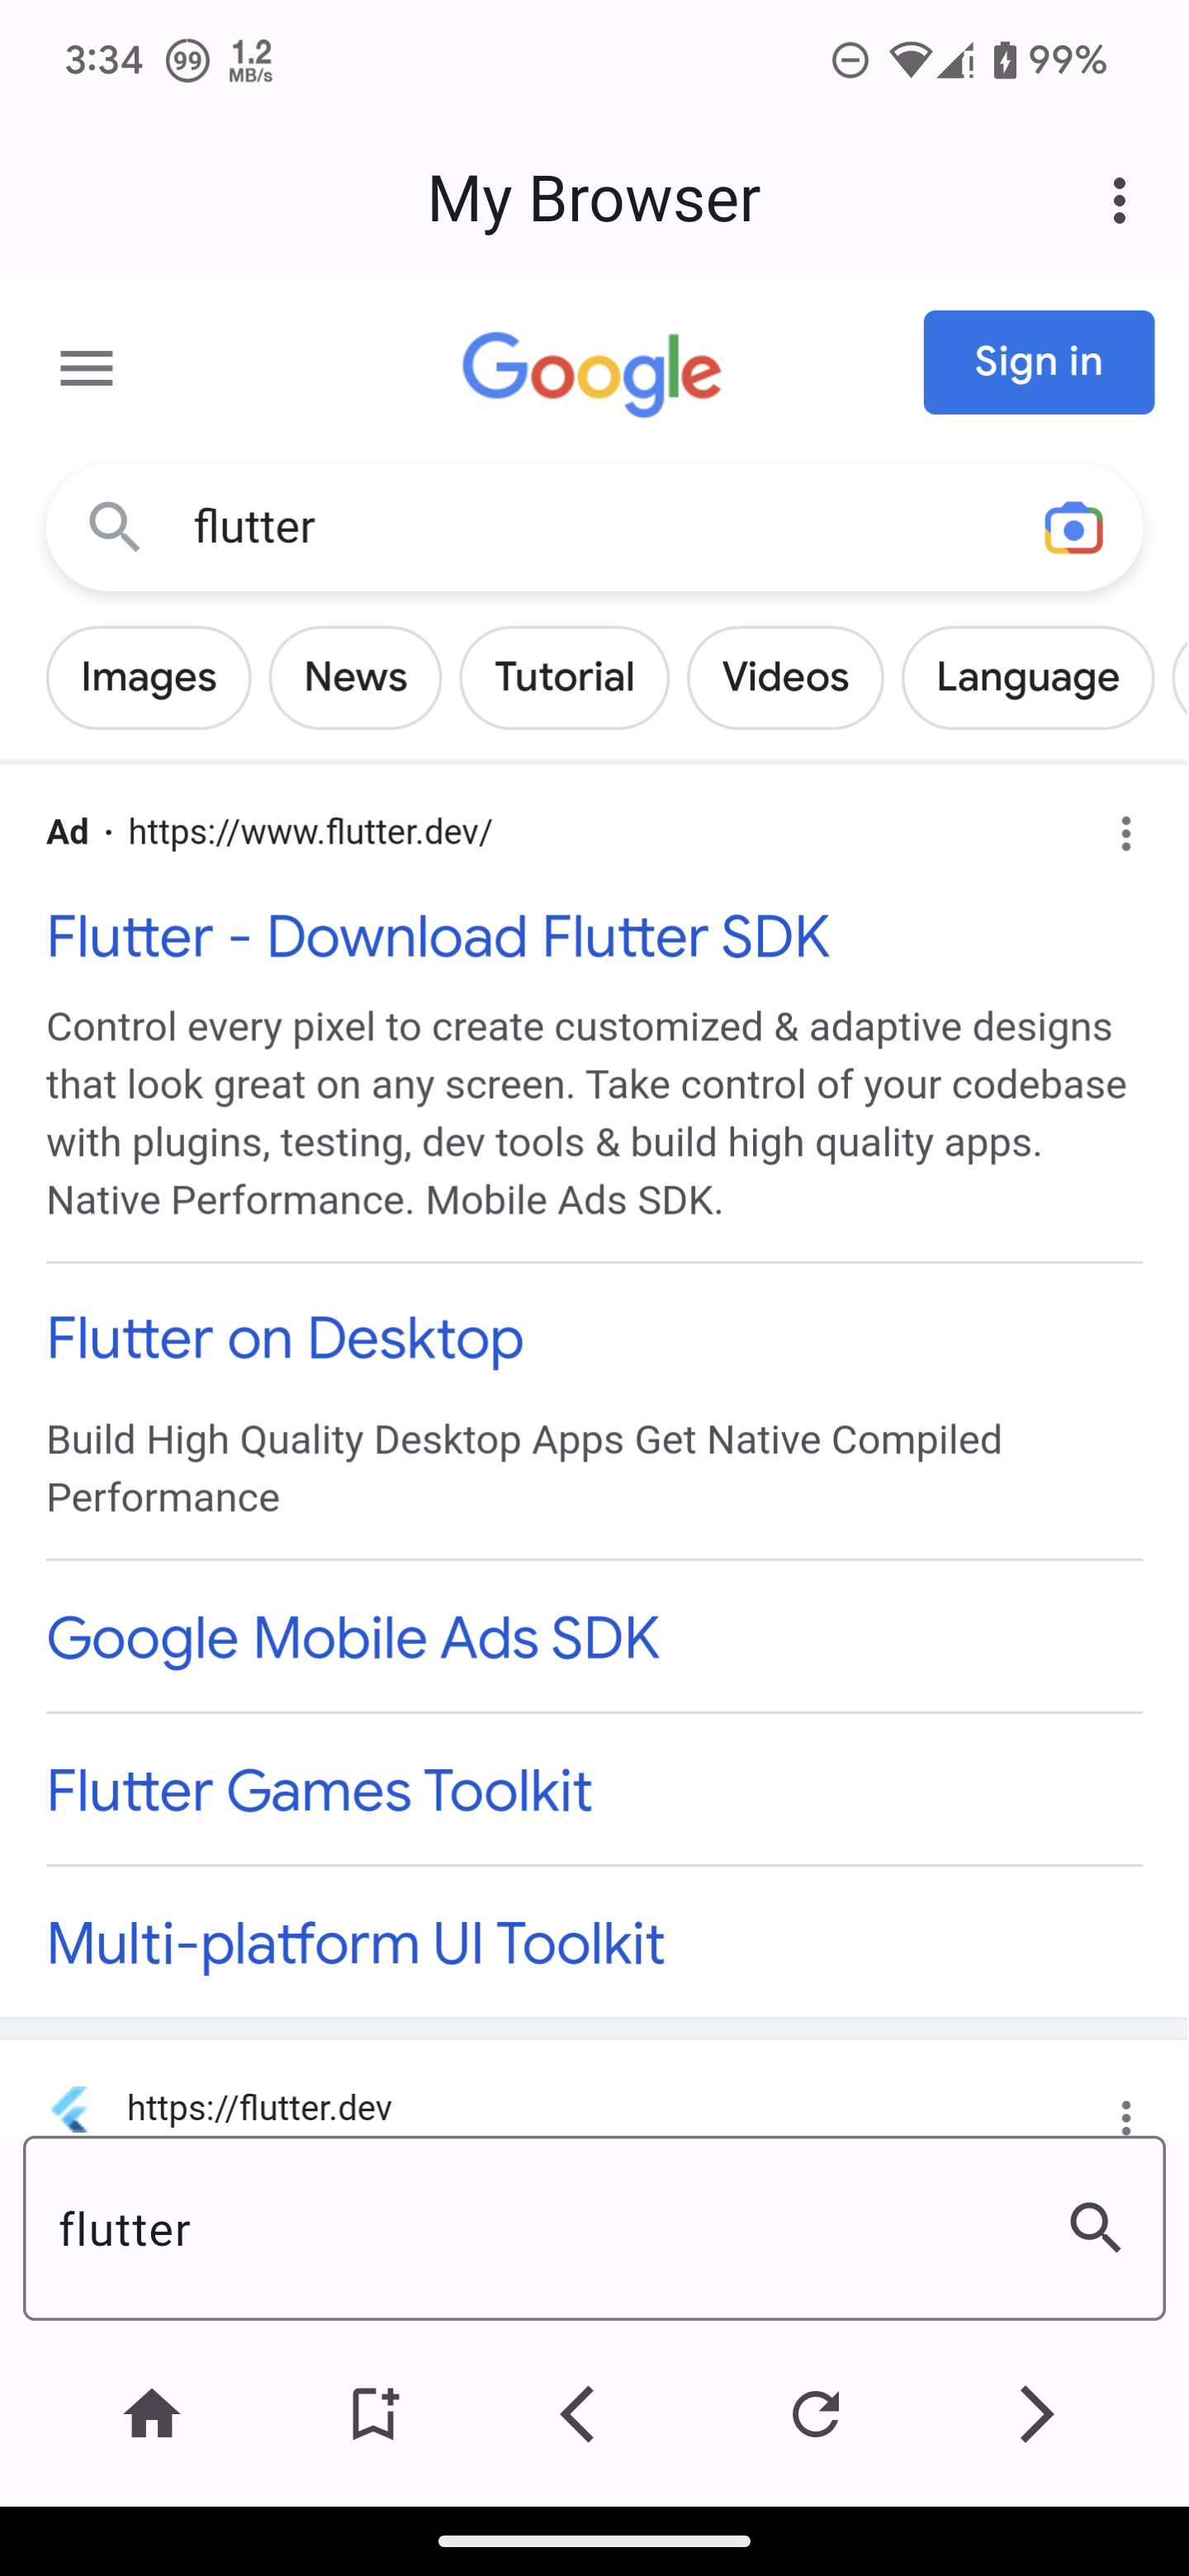 3:34 99 1.2 MB/s 99%
My Browser
Google
Sign in
flutter
Images News Tutorial Videos Language
Ad · https://www.flutter.dev/
Flutter - Download Flutter SDK
Control every pixel to create customized & adaptive designs
that look great on any screen. Take control of your codebase
with plugins, testing, dev tools & build high quality apps.
Native Performance. Mobile Ads SDK.
Flutter on Desktop
Build High Quality Desktop Apps Get Native Compiled
Performance
Google Mobile Ads SDK
Flutter Games Toolkit
Multi-platform UI Toolkit
https://flutter.dev
flutter